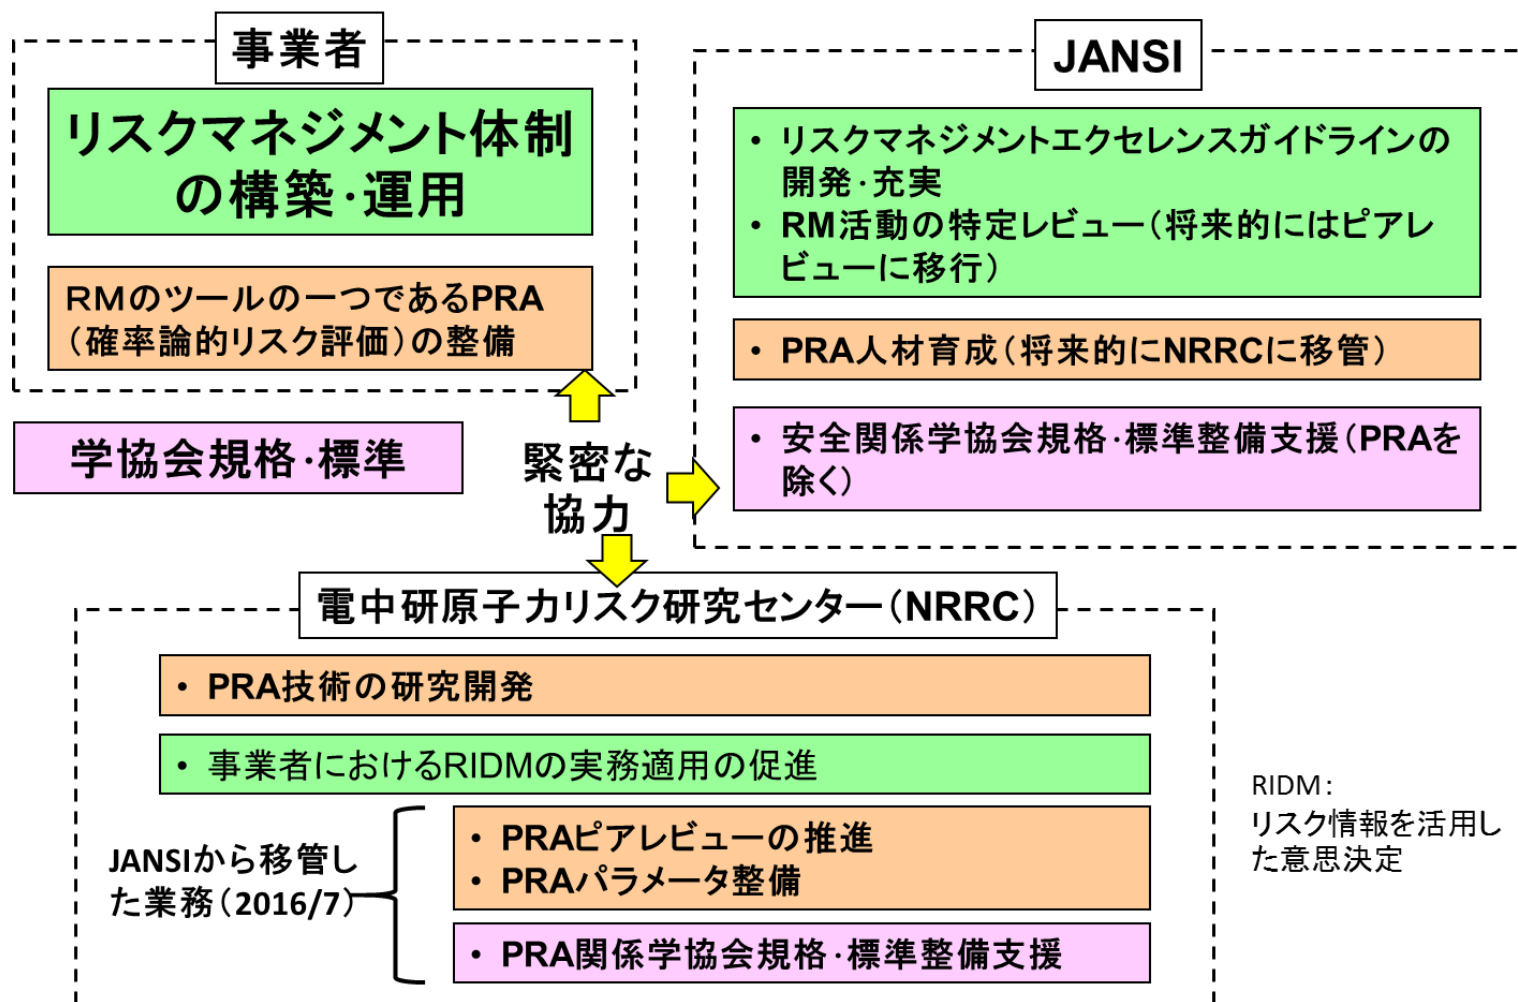 事業者
リスクマネジメント体制
の構築・運用
ＲＭのツールの一つであるPRA
（確率論的リスク評価）の整備
学協会規格・標準
緊密な
協力
JANSI
• リスクマネジメントエクセレンスガイドラインの
開発・充実
• RM活動の特定レビュー（将来的にはピアレ
ビューに移行）
• PRA人材育成（将来的にNRRCに移管）
• 安全関係学協会規格・標準整備支援（PRAを
除く）
電中研原子力リスク研究センター（NRRC）
• PRA技術の研究開発
• 事業者におけるRIDMの実務適用の促進
JANSIから移管し
た業務（2016/7）
• PRAピアレビューの推進
• PRAパラメータ整備
• PRA関係学協会規格・標準整備支援
RIDM：
リスク情報を活用し
た意思決定